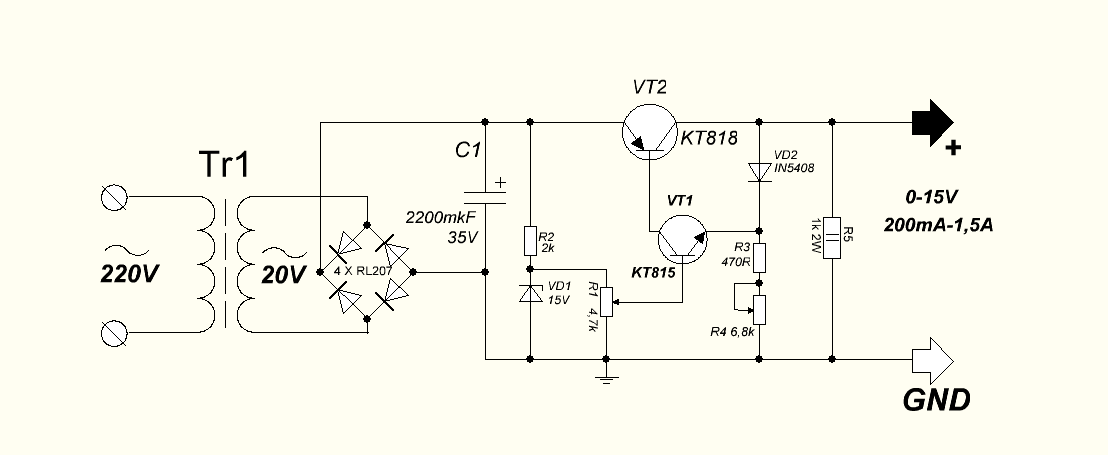 VT2
KT818
+
Tr1
C1
+
2200mkF
35V
220V
20V
4 X RL207
R2
2k
VD1
15V
R1 4,7k
VT1
KT815
VD2
IN5408
R3
470R
R4 6,8k
R5
1k 2W
0-15V
200mA-1,5A
GND